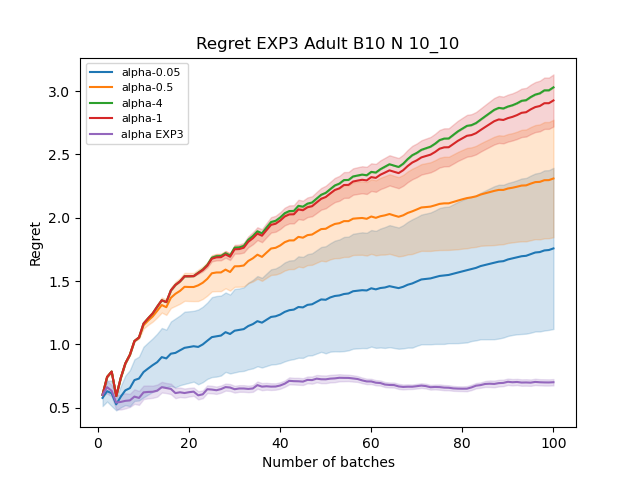 Regret EXP3 Adult B10 N 10_10
alpha-0.05
alpha-0.5
alpha-4
alpha-1
alpha EXP3
3.0
2.5
2.0
1.5
1.0
0.5
Regret
0 20 40 60 80 100
Number of batches